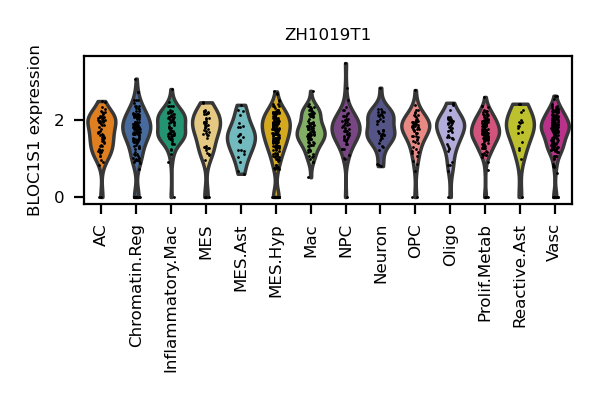 ZH1019T1
BLOC1S1 expression
2
0
AC
Chromatin.Reg
Inflammatory.Mac
MES
MES.Ast
MES.Hyp
Mac
NPC
Neuron
OPC
Oligo
Prolif.Metab
Reactive.Ast
Vasc